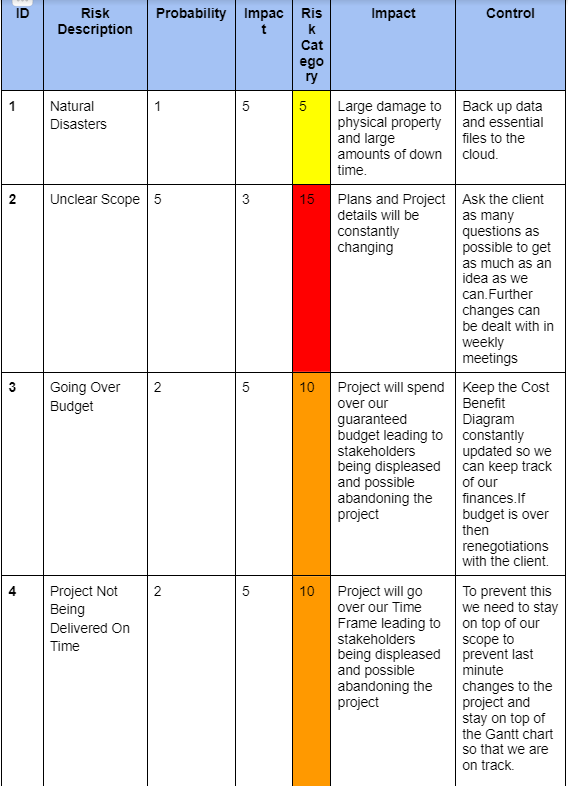 ID
Risk
Description
Probability
Impac
t
Ris
k
Cat
ego
ry
Impact
Control
1
Natural
Disasters
1
5
5
Large damage to
physical property
and large
amounts of down
time.
Back up data
and essential
files to the
cloud.
2
Unclear Scope
5
3
15
Plans and Project
details will be
constantly
changing
Ask the client
as many
questions as
possible to get
as much as an
idea as we
can.Further
changes can
be dealt with in
weekly
meetings
3
Going Over
Budget
2
5
10
Project will spend
over our
guaranteed
budget leading to
stakeholders
being displeased
and possible
abandoning the
project
Keep the Cost
Benefit
Diagram
constantly
updated so we
can keep track
of our
finances.If
budget is over
then
renegotiations
with the client.
4
Project Not
Being
Delivered On
Time
2
5
10
Project will go
over our Time
Frame leading to
stakeholders
being displeased
and possible
abandoning the
project
To prevent this
we need to stay
on top of our
scope to
prevent last
minute
changes to the
project and
stay on top of
the Gantt chart
so that we are
on track.